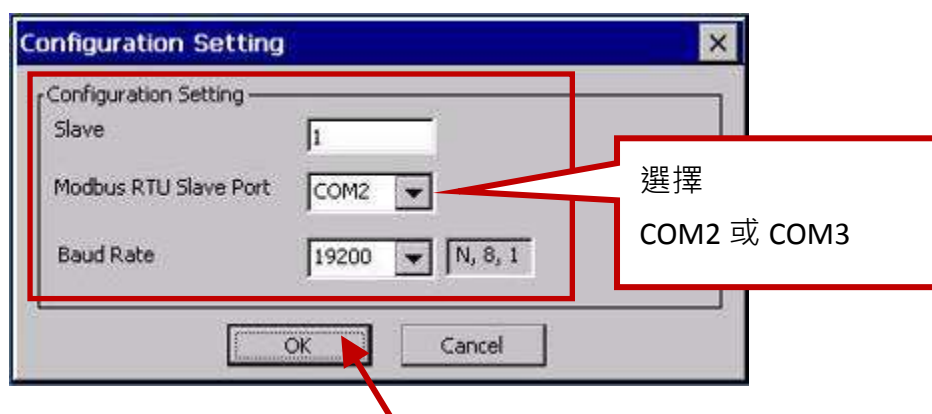 Configuration Setting
Configuration Setting
Slave
1
Modbus RTU Slave Port
COM2
選擇
COM2 或 COM3
Baud Rate
19200
N, 8, 1
OK
Cancel